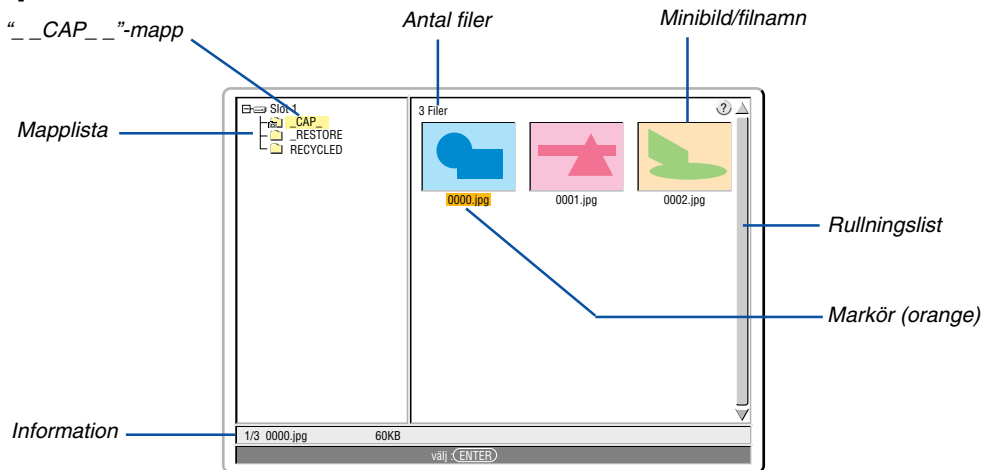 “_ _CAP_ _”-mapp
Antal filer
Minibild/filnamn
Mapplista
Slot 1
_CAP_
_RESTORE
RECYCLED
3 Filer
?
0000.jpg
0001.jpg
0002.jpg
Rullningslist
Markör (orange)
Information
1/3 0000.jpg 60KB
välj :ENTER